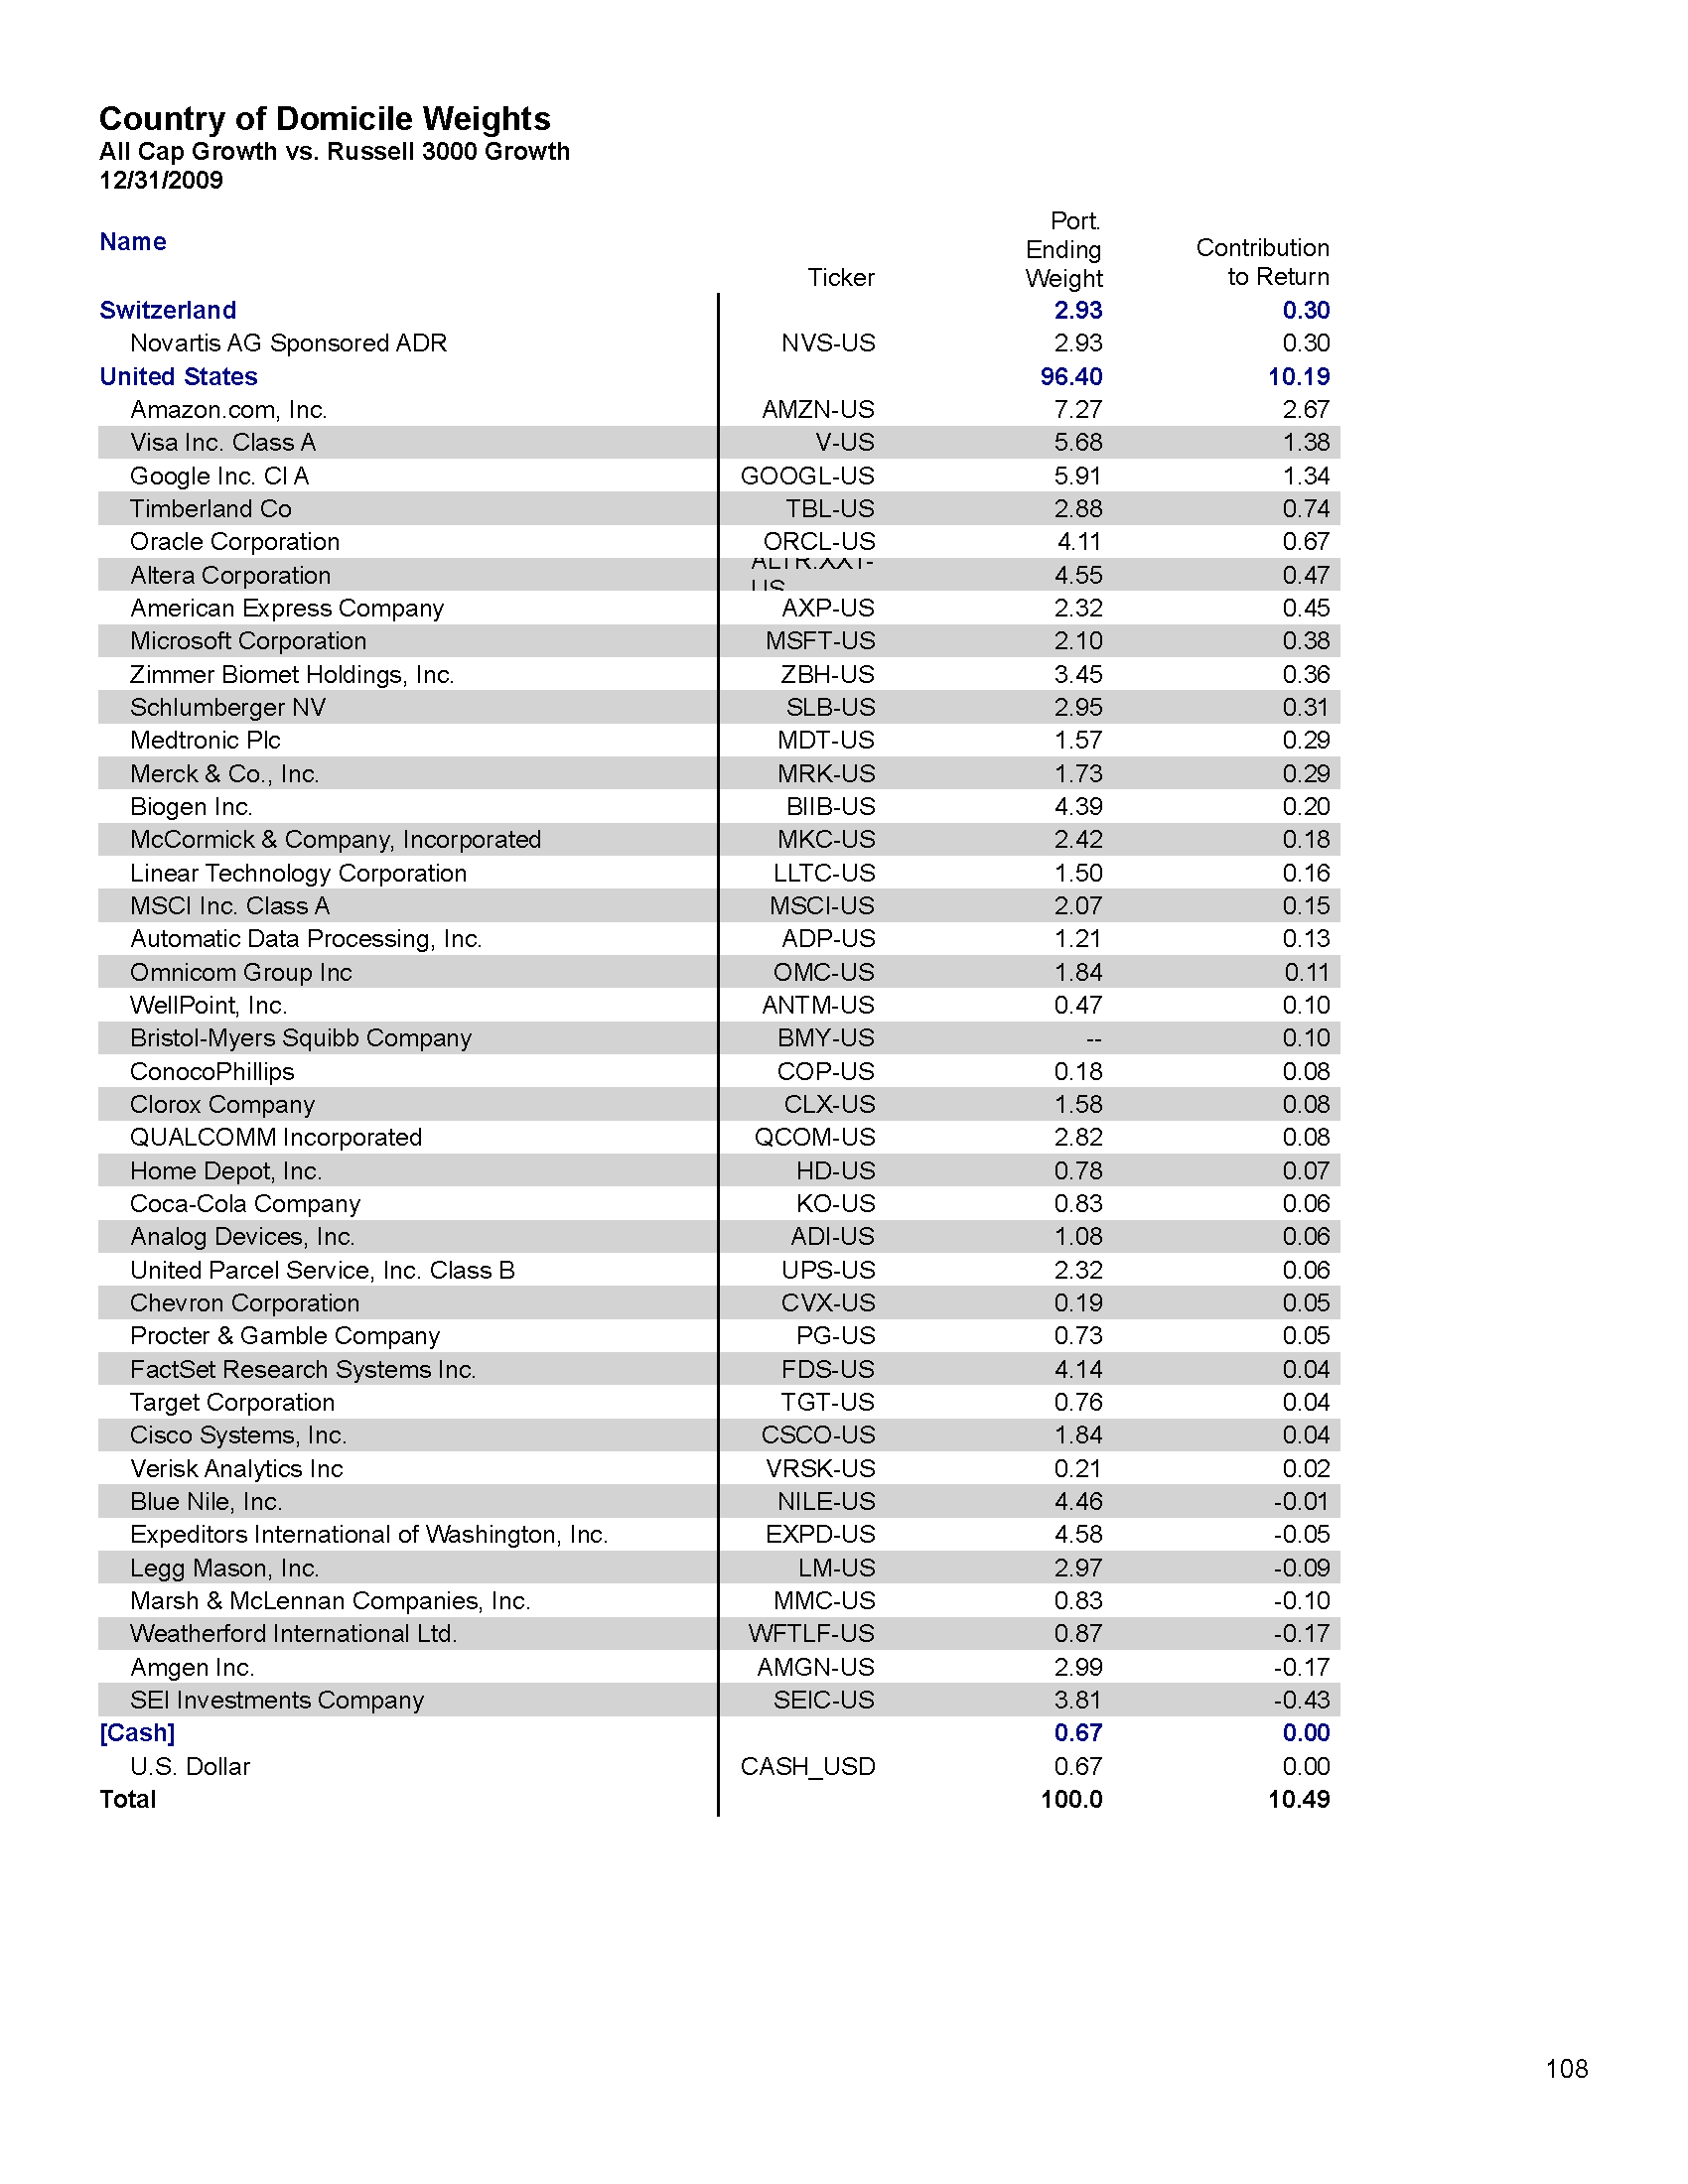 Country of Domicile Weights
All Cap Growth vs. Russell 3000 Growth
12/31/2009
Name Ticker Port. Ending Weight Contribution to Return
Switzerland 2.93 0.30
Novartis AG Sponsored ADR NVS-US 2.93 0.30
United States 96.40 10.19
Amazon.com, Inc. AMZN-US 7.27 2.67
Visa Inc. Class A V-US 5.68 1.38
Google Inc. Cl A GOOGL-US 5.91 1.34
Timberland Co TBL-US 2.88 0.74
Oracle Corporation ORCL-US 4.11 0.67
Altera Corporation ALTR.XX1-US 4.55 0.47
American Express Company AXP-US 2.32 0.45
Microsoft Corporation MSFT-US 2.10 0.38
Zimmer Biomet Holdings, Inc. ZBH-US 3.45 0.36
Schlumberger NV SLB-US 2.95 0.31
Medtronic Plc MDT-US 1.57 0.29
Merck & Co., Inc. MRK-US 1.73 0.29
Biogen Inc. BIIB-US 4.39 0.20
McCormick & Company, Incorporated MKC-US 2.42 0.18
Linear Technology Corporation LLTC-US 1.50 0.16
MSCI Inc. Class A MSCI-US 2.07 0.15
Automatic Data Processing, Inc. ADP-US 1.21 0.13
Omnicom Group Inc OMC-US 1.84 0.11
WellPoint, Inc. ANTM-US 0.47 0.10
Bristol-Myers Squibb Company BMY-US -- 0.10
ConocoPhillips COP-US 0.18 0.08
Clorox Company CLX-US 1.58 0.08
QUALCOMM Incorporated QCOM-US 2.82 0.08
Home Depot, Inc. HD-US 0.78 0.07
Coca-Cola Company KO-US 0.83 0.06
Analog Devices, Inc. ADI-US 1.08 0.06
United Parcel Service, Inc. Class B UPS-US 2.32 0.06
Chevron Corporation CVX-US 0.19 0.05
Procter & Gamble Company PG-US 0.73 0.05
FactSet Research Systems Inc. FDS-US 4.14 0.04
Target Corporation TGT-US 0.76 0.04
Cisco Systems, Inc. CSCO-US 1.84 0.04
Verisk Analytics Inc VRSK-US 0.21 0.02
Blue Nile, Inc. NILE-US 4.46 -0.01
Expeditors International of Washington, Inc. EXPD-US 4.58 -0.05
Legg Mason, Inc. LM-US 2.97 -0.09
Marsh & McLennan Companies, Inc. MMC-US 0.83 -0.10
Weatherford International Ltd. WFTLF-US 0.87 -0.17
Amgen Inc. AMGN-US 2.99 -0.17
SEI Investments Company SEIC-US 3.81 -0.43
[Cash] 0.67 0.00
U.S. Dollar CASH_USD 0.67 0.00
Total 100.0 10.49
108